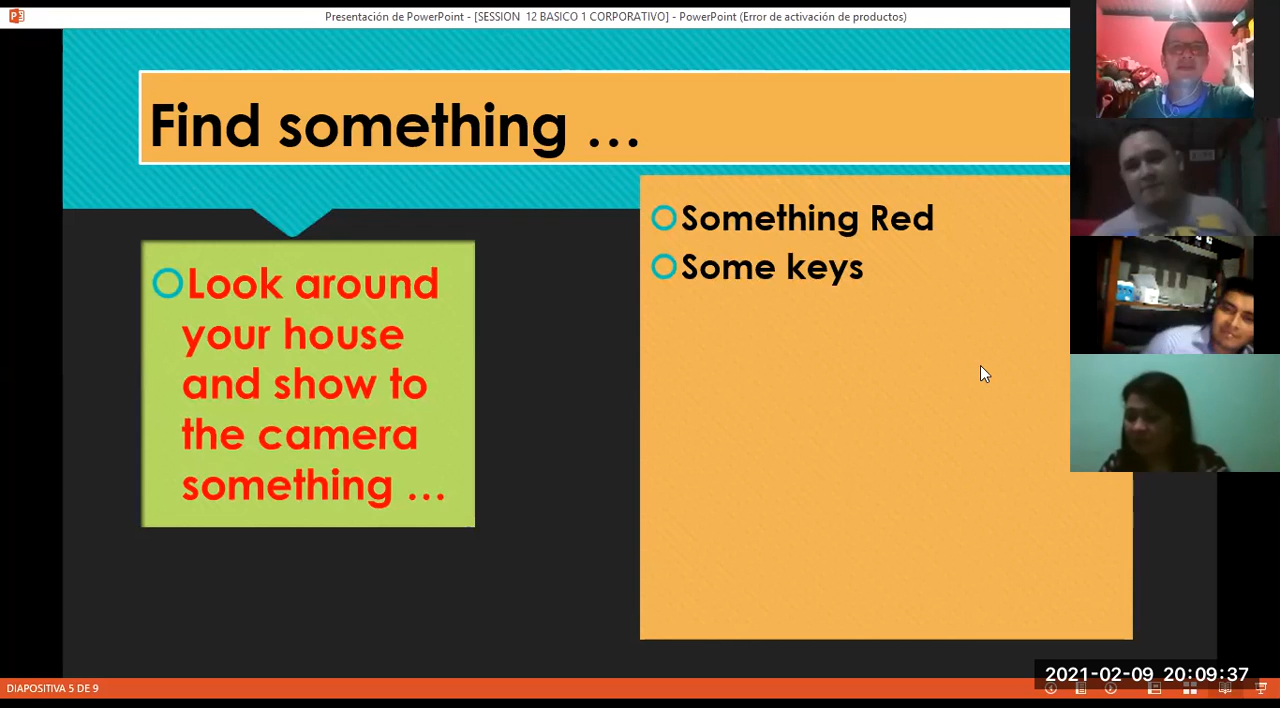 Presentación de PowerPoint - [SESSION 12 BASICO 1 CORPORATIVO] - PowerPoint (Error de activación de productos)
Find something …
Look around
your house
and show to
the camera
something …
Something Red
Some keys
2021-02-09 20:09:37
DIAPOSITIVA 5 DE 9